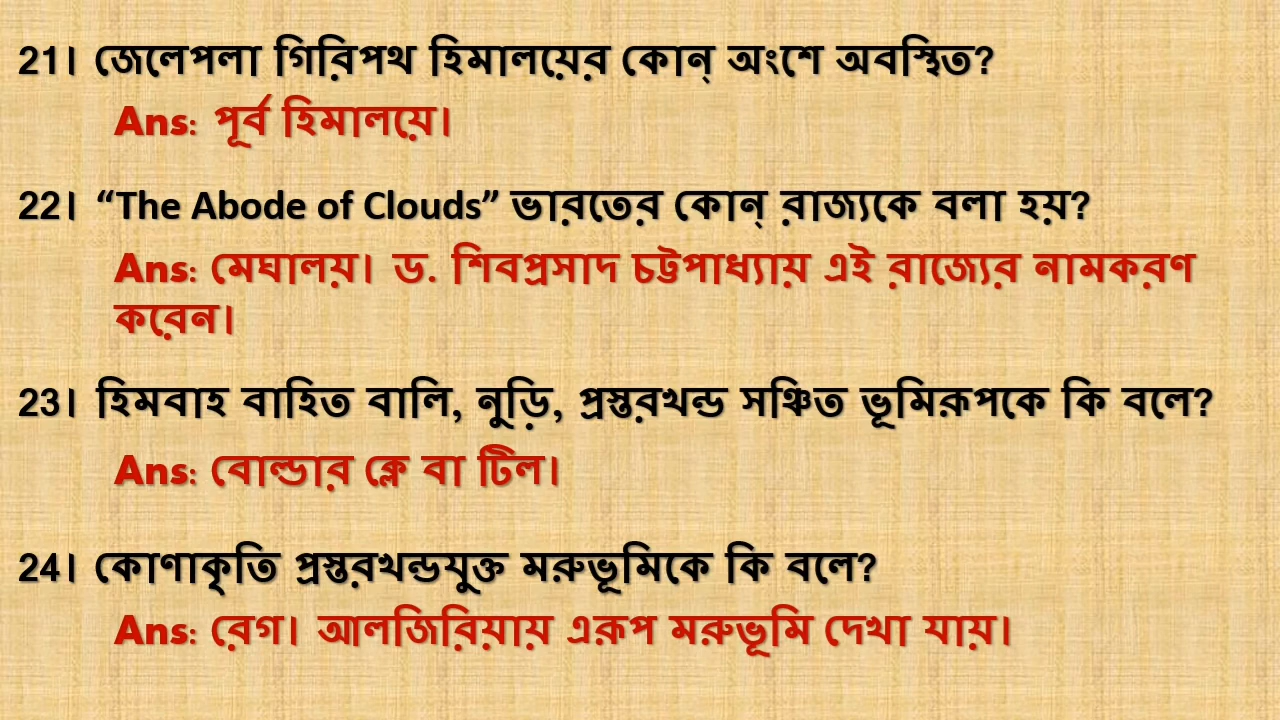 21। জেলেপলা গিরিপথ হিমালয়ের কোন্ অংশে অবস্থিত?
Ans: পূর্ব হিমালয়ে।
22। “The Abode of Clouds” ভারতের কোন্ রাজ্যকে বলা হয়?
Ans: মেঘালয়। ড. শিবপ্রসাদ চট্টপাধ্যায় এই রাজ্যের নামকরণ
করেন।
23। হিমবাহ বাহিত বালি, নুড়ি, প্রস্তরখন্ড সঞ্চিত ভূমিরূপকে কি বলে?
Ans: বোল্ডার ক্লে বা টিল।
24। কোণাকৃতি প্রস্তরখন্ডযুক্ত মরুভূমিকে কি বলে?
Ans: রেগ। আলজিরিয়ায় এরূপ মরুভূমি দেখা যায়।